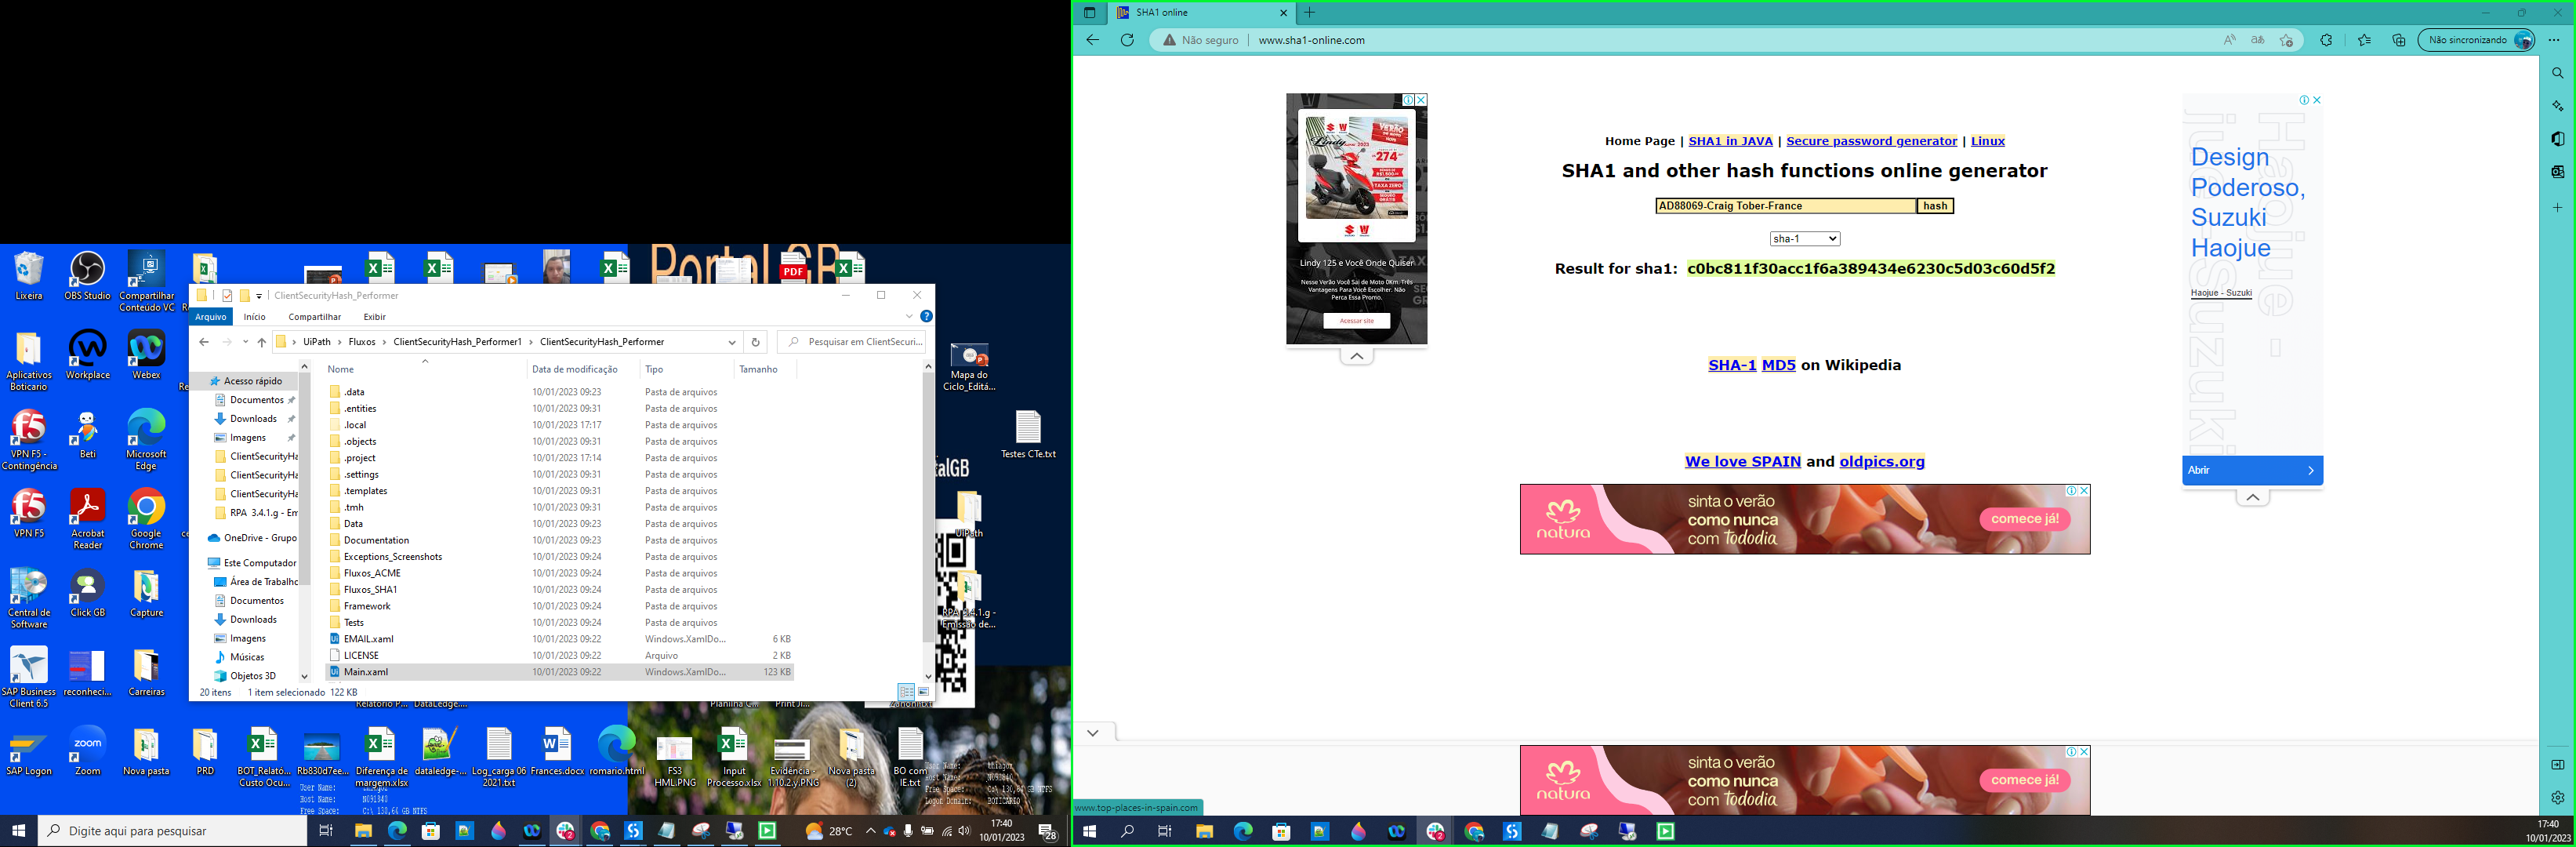 Portal GB
Lixeira
OBS Studio
Compartilhar
Conteúdo VC
Aplicativos
Boticario
Workplace
Webex
VPN F5 -
Contingência
Beti
Microsoft
Edge
VPN F5
Acrobat
Reader
Google
Chrome
Central de
Software
Click GB
Capture
SAP Business
Client 6.5
reconheci...
Carreiras
SAP Logon
Zoom
Nova pasta
PRD
BOT_Relató...
Custo Ocu...
Rb830d7ee...
Diferença de
margem.xlsx
dataledge-...
Log_carga 06
2021.txt
Frances.docx
romario.html
FS3
HML.PNG
Input
Processo.xlsx
Evidência -
1.10.2.y.PNG
Nova pasta
(2)
BO com
IE.txt
Mapa do
Ciclo_Editá...
Testes CTe.txt
UiPath
RPA 3.4.1.g -
Emissão de...
ClientSecurityHash_Performer
Arquivo
Início
Compartilhar
Exibir
UiPath › Fluxos › ClientSecurityHash_Performer1 › ClientSecurityHash_Performer
Pesquisar em ClientSecuri...
Nome Data de modificação Tipo Tamanho
Acesso rápido
Documentos
Downloads
Imagens
ClientSecurityHa
ClientSecurityHa
ClientSecurityHa
RPA 3.4.1.g - En
OneDrive - Grupo
Este Computador
Área de Trabalho
Documentos
Downloads
Imagens
Músicas
Objetos 3D
.data 10/01/2023 09:23 Pasta de arquivos
.entities 10/01/2023 09:31 Pasta de arquivos
.local 10/01/2023 17:17 Pasta de arquivos
.objects 10/01/2023 09:31 Pasta de arquivos
.project 10/01/2023 17:14 Pasta de arquivos
.settings 10/01/2023 09:31 Pasta de arquivos
.templates 10/01/2023 09:31 Pasta de arquivos
.tmh 10/01/2023 09:31 Pasta de arquivos
Data 10/01/2023 09:23 Pasta de arquivos
Documentation 10/01/2023 09:23 Pasta de arquivos
Exceptions_Screenshots 10/01/2023 09:24 Pasta de arquivos
Fluxos_ACME 10/01/2023 09:24 Pasta de arquivos
Fluxos_SHA1 10/01/2023 09:24 Pasta de arquivos
Framework 10/01/2023 09:24 Pasta de arquivos
Tests 10/01/2023 09:24 Pasta de arquivos
EMAIL.xaml 10/01/2023 09:22 Windows.XamlDo... 6 KB
LICENSE 10/01/2023 09:22 Arquivo 2 KB
Main.xaml 10/01/2023 09:22 Windows.XamlDo... 123 KB
20 itens 1 item selecionado 122 KB
Host Name: N091840
Logon Domain: BOTICARIO
Digite aqui para pesquisar
28°C
17:40
10/01/2023
28
SHA1 online
Não seguro
www.sha1-online.com
Não sincronizando
Lindy 125 e Você Onde Quiser
Nesse Verão Você Sai de Moto 0Km. Três
Vantagens Para Você Escolher. Não
Perca Essa Promo.
Acessar site
Home Page | SHA1 in JAVA | Secure password generator | Linux
SHA1 and other hash functions online generator
AD88069-Craig Tober-France
hash
sha-1
Result for sha1: c0bc811f30acc1f6a389434e6230c5d03c60d5f2
SHA-1 MD5 on Wikipedia
We love SPAIN and oldpics.org
Haojue -
jue - Suzuki
Design
Poderoso,
Suzuki
Haojue
Haojue - Suzuki
Abrir
natura
sinta o verão
como nunca
com Tododia
comece já!
natura
sinta o verão
como nunca
com Tododia
comece já!
www.top-places-in-spain.com
17:40
10/01/2023